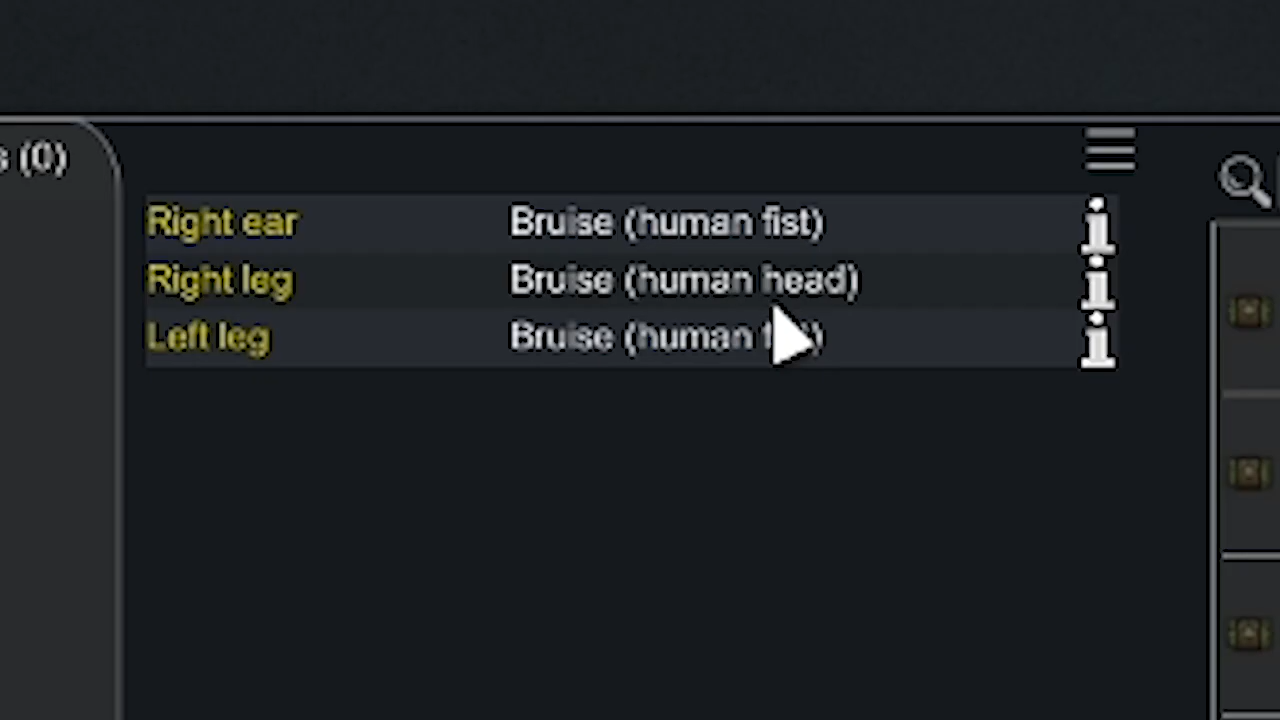 s (0)
Right ear Bruise (human fist)
Right leg Bruise (human head)
Left leg Bruise (human